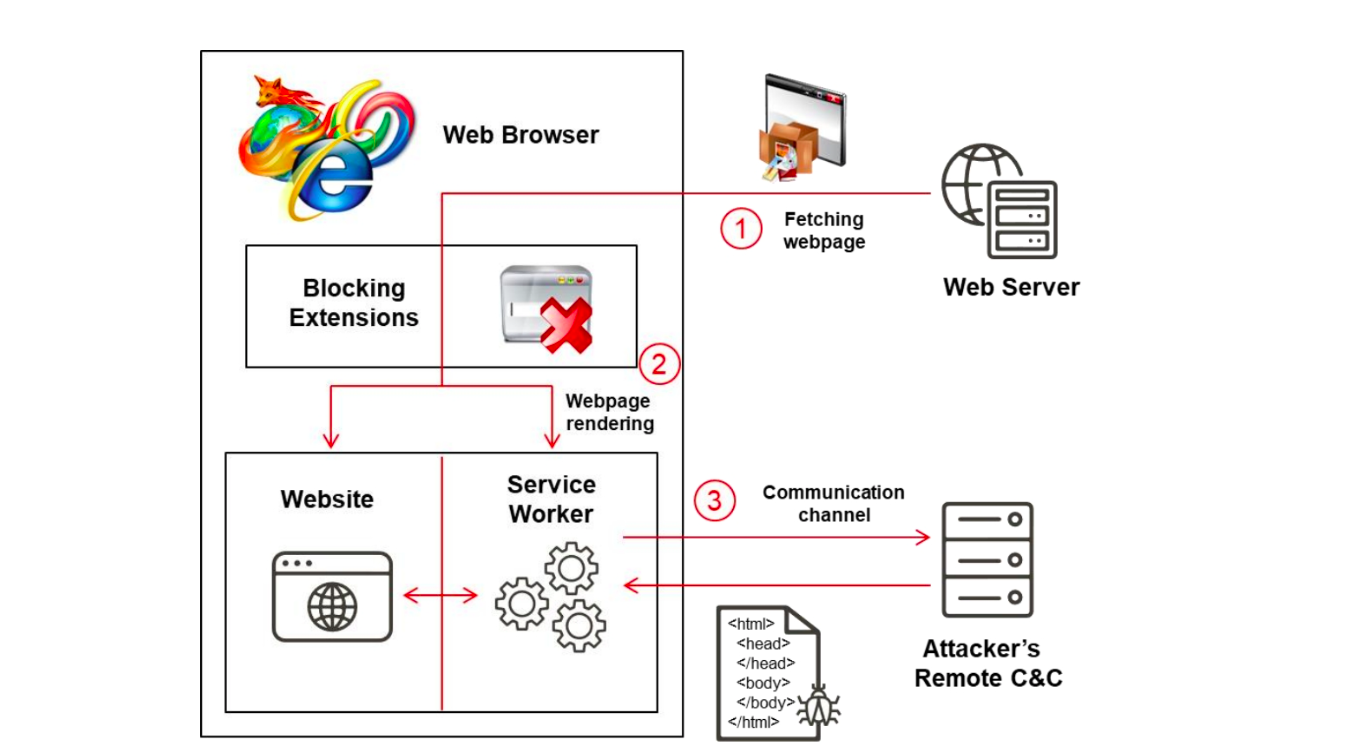 Web Browser
1
Fetching
webpage
Web Server
Blocking
Extensions
2
Webpage
rendering
Website
Service
Worker
3
Communication
channel
<html>
<head>
</head>
<body>
</body>
</html>
Attacker's
Remote C&C